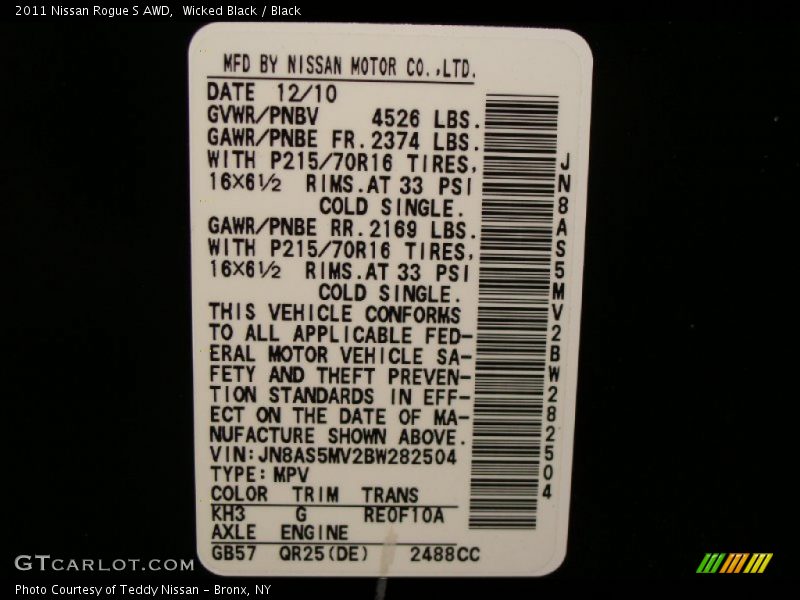 2011 Nissan Rogue S AWD,  Wicked Black / Black
MFD BY NISSAN MOTOR CO.,LTD.
DATE 12/10
GVWR/PNBV 4526 LBS.
GAWR/PNBE FR. 2374 LBS.
WITH P215/70R16 TIRES,
16×6½ RIMS. AT 33 PSI
COLD SINGLE.
GAWR/PNBE RR. 2169 LBS.
WITH P215/70R16 TIRES,
16×6½ RIMS. AT 33 PSI
COLD SINGLE.
THIS VEHICLE CONFORMS
TO ALL APPLICABLE FED-
ERAL MOTOR VEHICLE SA-
FETY AND THEFT PREVEN-
TION STANDARDS IN EFF-
ECT ON THE DATE OF MA-
NUFACTURE SHOWN ABOVE.
VIN:JN8AS5MV2BW282504
TYPE: MPV
COLOR TRIM TRANS
KH3 G RE0F10A
AXLE ENGINE
GB57 QR25(DE) 2488CC
JN8AS5MV2BW282504
GTCARLOT.COM
Photo Courtesy of Teddy Nissan – Bronx, NY